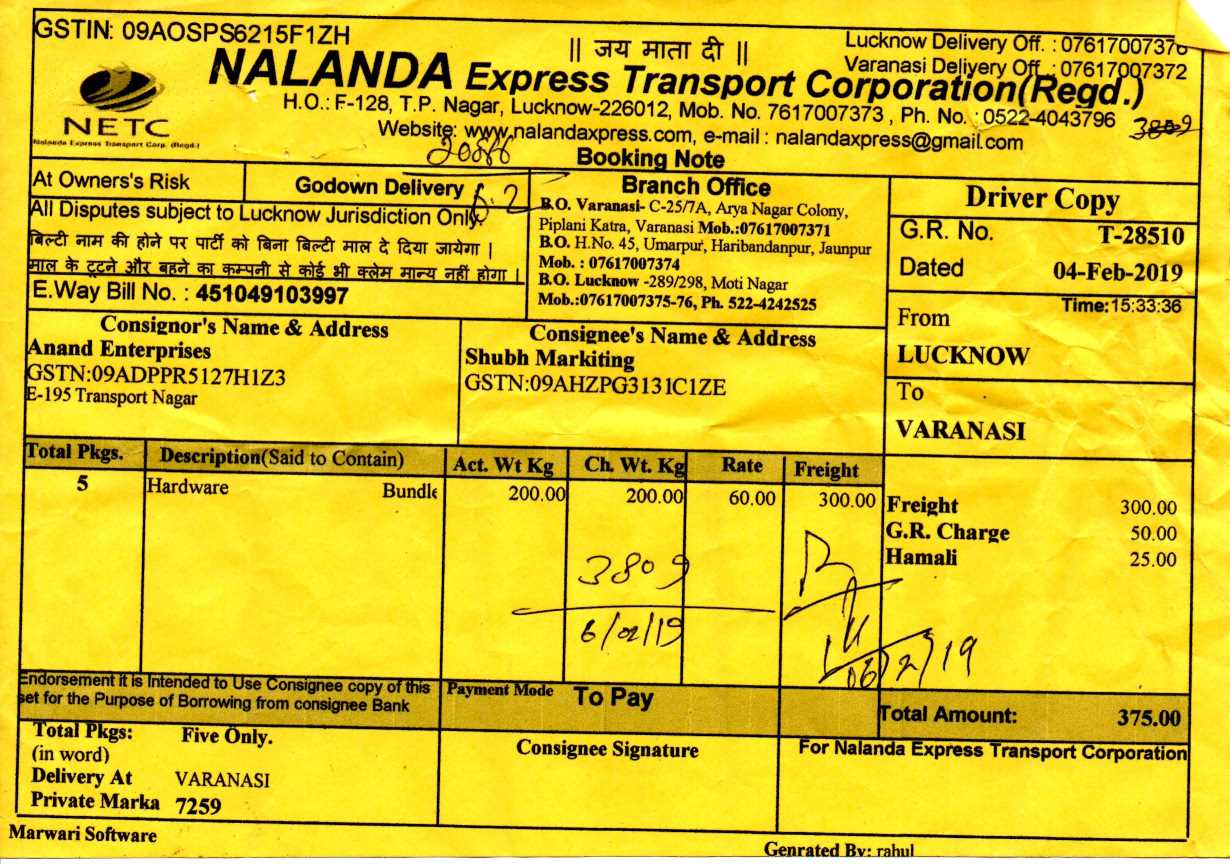 GSTIN: 09AOSPS6215F1ZH
|| जय माता दी ||
Lucknow Delivery Off. : 07617007376
Varanasi Delivery Off. : 07617007372
NALANDA Express Transport Corporation(Regd.)
NETC
Nalanda Express Transport Corp. (Regd.)
H.O.: F-128, T.P. Nagar, Lucknow-226012, Mob. No. 7617007373 , Ph. No. : 0522-4043796
3809
Website: www.nalandaxpress.com, e-mail : nalandaxpress@gmail.com
Booking Note
At Owners's Risk
Godown Delivery
All Disputes subject to Lucknow Jurisdiction Only.
बिल्टी नाम की होने पर पार्टी को बिना बिल्टी माल दे दिया जायेगा |
माल के टूटने और बहने का कम्पनी से कोई भी क्लेम मान्य नहीं होगा |
E.Way Bill No. : 451049103997
Branch Office
B.O. Varanasi- C-25/7A, Arya Nagar Colony,
Piplani Katra, Varanasi Mob.:07617007371
B.O. H.No. 45, Umarpur, Haribandanpur, Jaunpur
Mob. : 07617007374
B.O. Lucknow -289/298, Moti Nagar
Mob.:07617007375-76, Ph. 522-4242525
Driver Copy
G.R. No. T-28510
Dated 04-Feb-2019
Time:15:33:36
From
LUCKNOW
To
VARANASI
Consignor's Name & Address
Anand Enterprises
GSTN:09ADPPR5127H1Z3
E-195 Transport Nagar
Consignee's Name & Address
Shubh Markiting
GSTN:09AHZPG3131C1ZE
Total Pkgs. Description(Said to Contain) Act. Wt Kg Ch. Wt. Kg Rate Freight
5 Hardware Bundle 200.00 200.00 60.00 300.00
Freight 300.00
G.R. Charge 50.00
Hamali 25.00
3809
6/02/19
06/2/19
Endorsement it is Intended to Use Consignee copy of this
set for the Purpose of Borrowing from consignee Bank
Payment Mode To Pay
Total Amount: 375.00
Total Pkgs: Five Only.
(in word)
Delivery At VARANASI
Private Marka 7259
Consignee Signature
For Nalanda Express Transport Corporation
Marwari Software
Genrated By: rahul